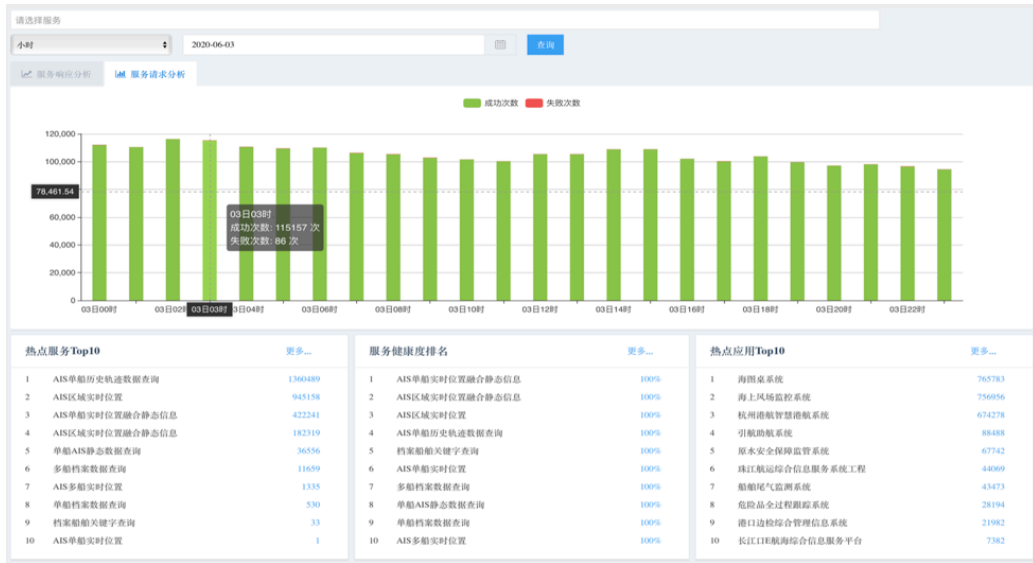 请选择服务
小时 2020-06-03 查询
服务响应分析 服务请求分析
成功次数 失败次数
120,000
100,000
78,461.54
60,000
40,000
20,000
0
03日03时
成功次数: 115157 次
失败次数: 86 次
03日00时 03日02 03日03时 3日04时 03日06时 03日08时 03日10时 03日12时 03日14时 03日16时 03日18时 03日20时 03日22时
热点服务Top10 更多...
1 AIS单船历史轨迹数据查询 1360489
2 AIS区域实时位置 945158
3 AIS单船实时位置融合静态信息 422241
4 AIS区域实时位置融合静态信息 182319
5 单船AIS静态数据查询 36556
6 多船档案数据查询 11659
7 AIS多船实时位置 1335
8 单船档案数据查询 530
9 档案船舶关键字查询 33
10 AIS单船实时位置 1
服务健康度排名 更多...
1 AIS单船实时位置融合静态信息 100%
2 AIS区域实时位置融合静态信息 100%
3 AIS区域实时位置 100%
4 AIS单船历史轨迹数据查询 100%
5 档案船舶关键字查询 100%
6 AIS单船实时位置 100%
7 多船档案数据查询 100%
8 单船AIS静态数据查询 100%
9 单船档案数据查询 100%
10 AIS多船实时位置 100%
热点应用Top10 更多...
1 海图桌系统 765783
2 海上风场监控系统 756956
3 杭州港航智慧港航系统 674278
4 引航助航系统 88488
5 原水安全保障监管系统 67742
6 珠江航运综合信息服务系统工程 44069
7 船舶尾气监测系统 43473
8 危险品全过程跟踪系统 28194
9 港口边检综合管理信息系统 21982
10 长江口E航海综合信息服务平台 7382